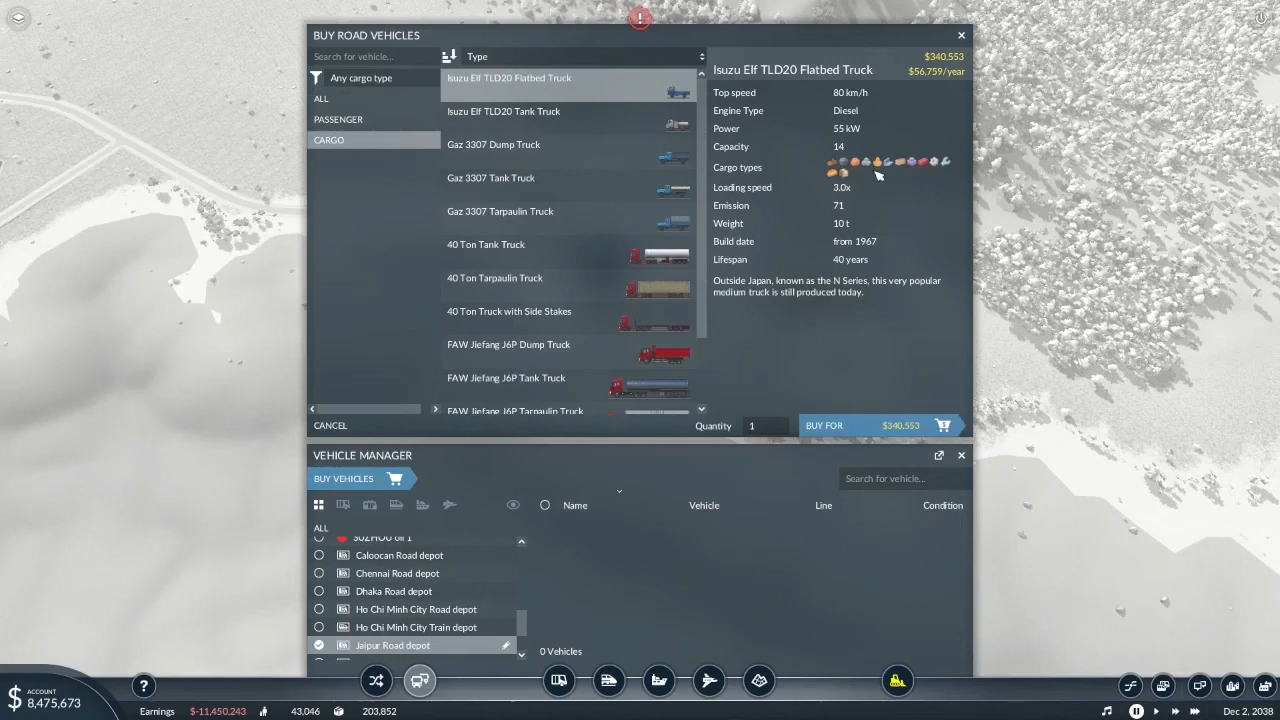 BUY ROAD VEHICLES
Search for vehicle...
Type
Any cargo type
ALL
PASSENGER
CARGO
Isuzu Elf TLD20 Flatbed Truck
Isuzu Elf TLD20 Tank Truck
Gaz 3307 Dump Truck
Gaz 3307 Tank Truck
Gaz 3307 Tarpaulin Truck
40 Ton Tank Truck
40 Ton Tarpaulin Truck
40 Ton Truck with Side Stakes
FAW Jiefang J6P Dump Truck
FAW Jiefang J6P Tank Truck
FAW Jiefang J6P Tarpaulin Truck
$340,553
Isuzu Elf TLD20 Flatbed Truck
$56,759/year
Top speed 80 km/h
Engine Type Diesel
Power 55 kW
Capacity 14
Cargo types
Loading speed 3.0x
Emission 71
Weight 10 t
Build date from 1967
Lifespan 40 years
Outside Japan, known as the N Series, this very popular
medium truck is still produced today.
CANCEL
Quantity 1
BUY FOR $340,553
VEHICLE MANAGER
BUY VEHICLES
Search for vehicle...
Name Vehicle Line Condition
ALL
SUZHOU oil 1
Caloocan Road depot
Chennai Road depot
Dhaka Road depot
Ho Chi Minh City Road depot
Ho Chi Minh City Train depot
Jaipur Road depot
0 Vehicles
$ ACCOUNT
8,475,673
?
Earnings $-11,450,243 43,046 203,852
Dec 2, 2038